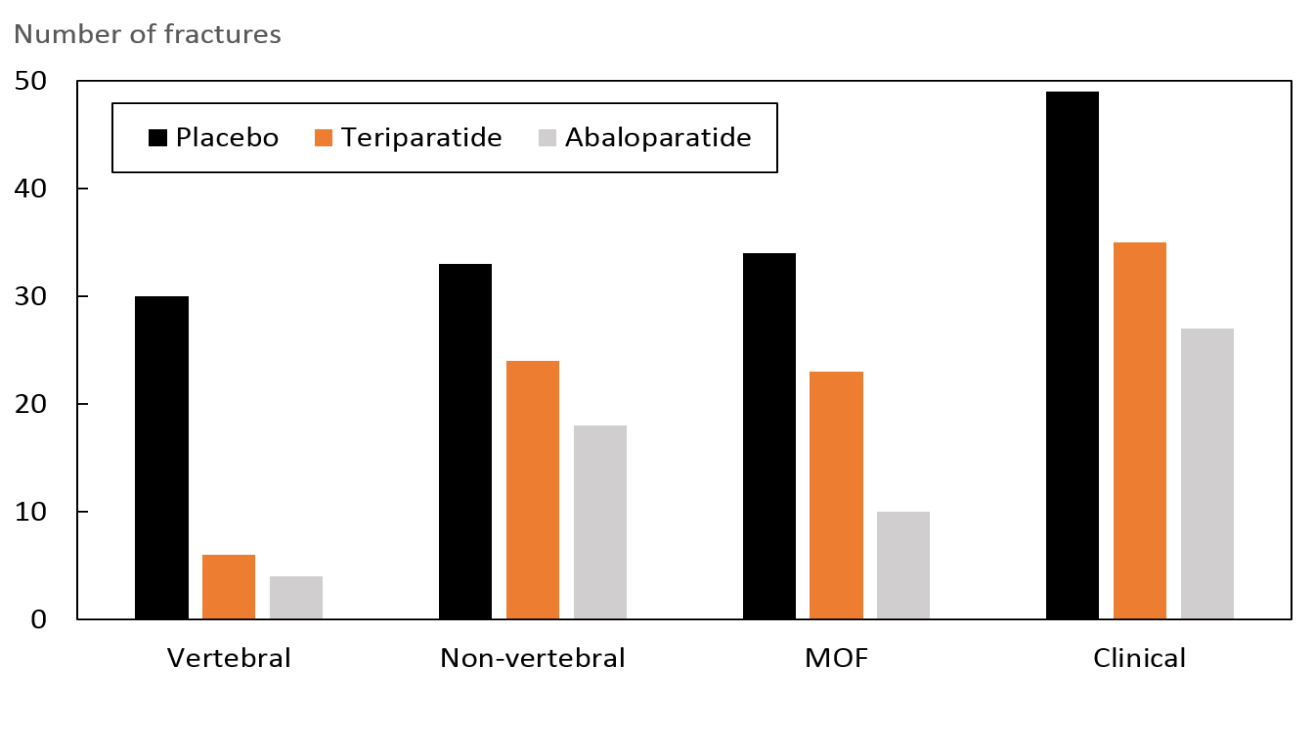 Number of fractures
50
Placebo Teriparatide Abaloparatide
40
30
20
10
0
Vertebral Non-vertebral MOF Clinical